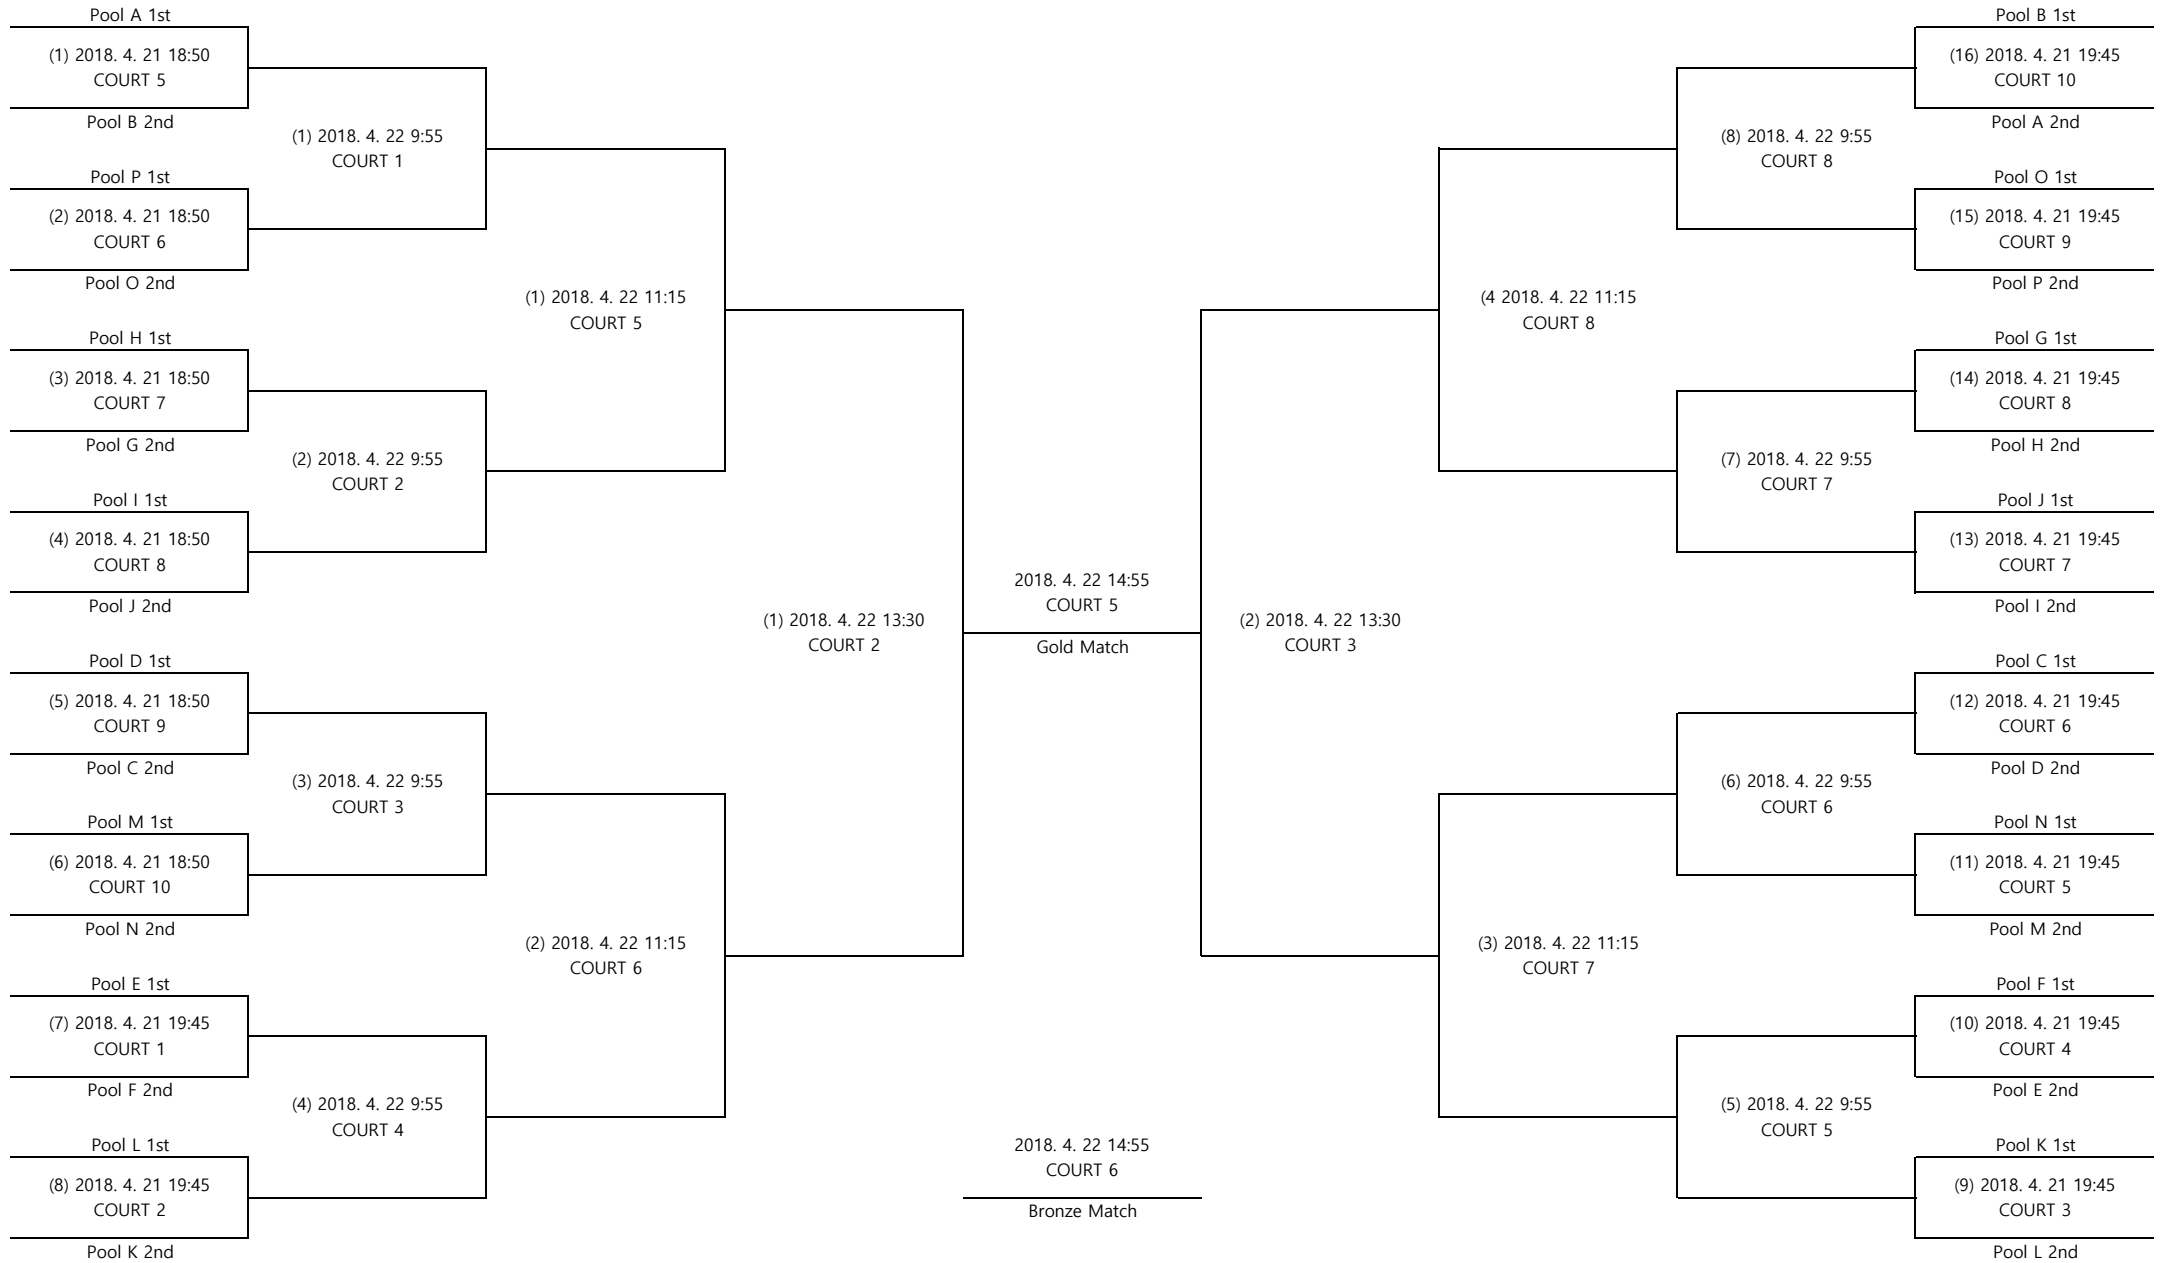 Pool A 1st
(1) 2018. 4. 21 18:50
COURT 5
Pool B 2nd
Pool P 1st
(2) 2018. 4. 21 18:50
COURT 6
Pool O 2nd
Pool H 1st
(3) 2018. 4. 21 18:50
COURT 7
Pool G 2nd
Pool I 1st
(4) 2018. 4. 21 18:50
COURT 8
Pool J 2nd
Pool D 1st
(5) 2018. 4. 21 18:50
COURT 9
Pool C 2nd
Pool M 1st
(6) 2018. 4. 21 18:50
COURT 10
Pool N 2nd
Pool E 1st
(7) 2018. 4. 21 19:45
COURT 1
Pool F 2nd
Pool L 1st
(8) 2018. 4. 21 19:45
COURT 2
Pool K 2nd
(1) 2018. 4. 22 9:55
COURT 1
(2) 2018. 4. 22 9:55
COURT 2
(3) 2018. 4. 22 9:55
COURT 3
(4) 2018. 4. 22 9:55
COURT 4
(1) 2018. 4. 22 11:15
COURT 5
(2) 2018. 4. 22 11:15
COURT 6
(1) 2018. 4. 22 13:30
COURT 2
2018. 4. 22 14:55
COURT 5
Gold Match
2018. 4. 22 14:55
COURT 6
Bronze Match
(2) 2018. 4. 22 13:30
COURT 3
(4 2018. 4. 22 11:15
COURT 8
(3) 2018. 4. 22 11:15
COURT 7
(8) 2018. 4. 22 9:55
COURT 8
(7) 2018. 4. 22 9:55
COURT 7
(6) 2018. 4. 22 9:55
COURT 6
(5) 2018. 4. 22 9:55
COURT 5
Pool B 1st
(16) 2018. 4. 21 19:45
COURT 10
Pool A 2nd
Pool O 1st
(15) 2018. 4. 21 19:45
COURT 9
Pool P 2nd
Pool G 1st
(14) 2018. 4. 21 19:45
COURT 8
Pool H 2nd
Pool J 1st
(13) 2018. 4. 21 19:45
COURT 7
Pool I 2nd
Pool C 1st
(12) 2018. 4. 21 19:45
COURT 6
Pool D 2nd
Pool N 1st
(11) 2018. 4. 21 19:45
COURT 5
Pool M 2nd
Pool F 1st
(10) 2018. 4. 21 19:45
COURT 4
Pool E 2nd
Pool K 1st
(9) 2018. 4. 21 19:45
COURT 3
Pool L 2nd